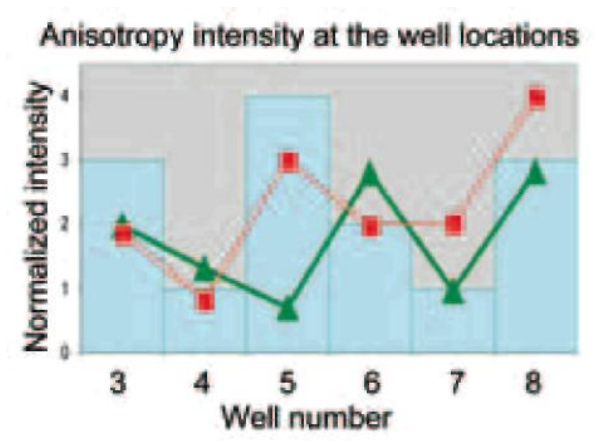 Anisotropy intensity at the well locations
Normalized intensity
4
3
2
1
0
3 4 5 6 7 8
Well number